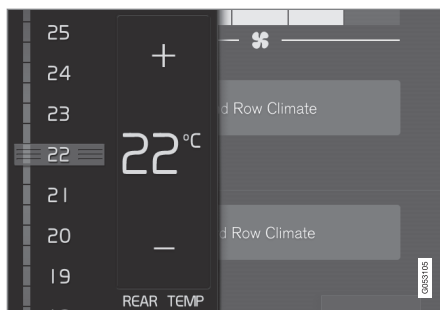 25
24
23
22
21
20
19
+
22°C
−
REAR TEMP
Row Climate
Row Climate
G053105